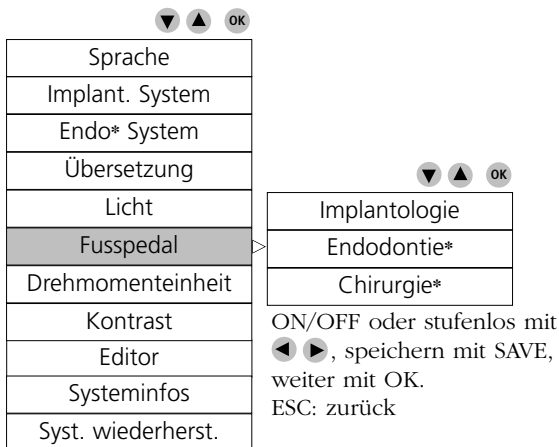 OK
Sprache
Implant. System
Endo* System
Übersetzung
Licht
Fusspedal
Drehmomenteinheit
Kontrast
Editor
Systeminfos
Syst. wiederherst.
OK
Implantologie
Endodontie*
Chirurgie*
ON/OFF oder stufenlos mit
, speichern mit SAVE,
weiter mit OK.
ESC: zurück